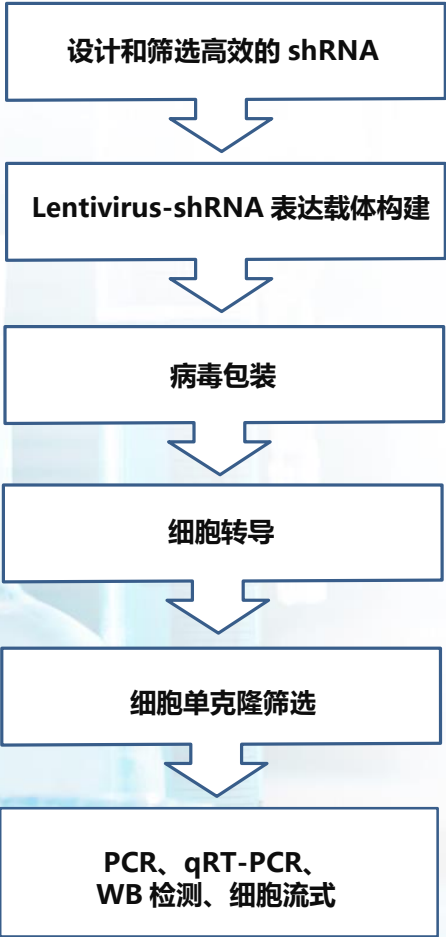 设计和筛选高效的 shRNA
Lentivirus-shRNA 表达载体构建
病毒包装
细胞转导
细胞单克隆筛选
PCR、qRT-PCR、
WB 检测、细胞流式